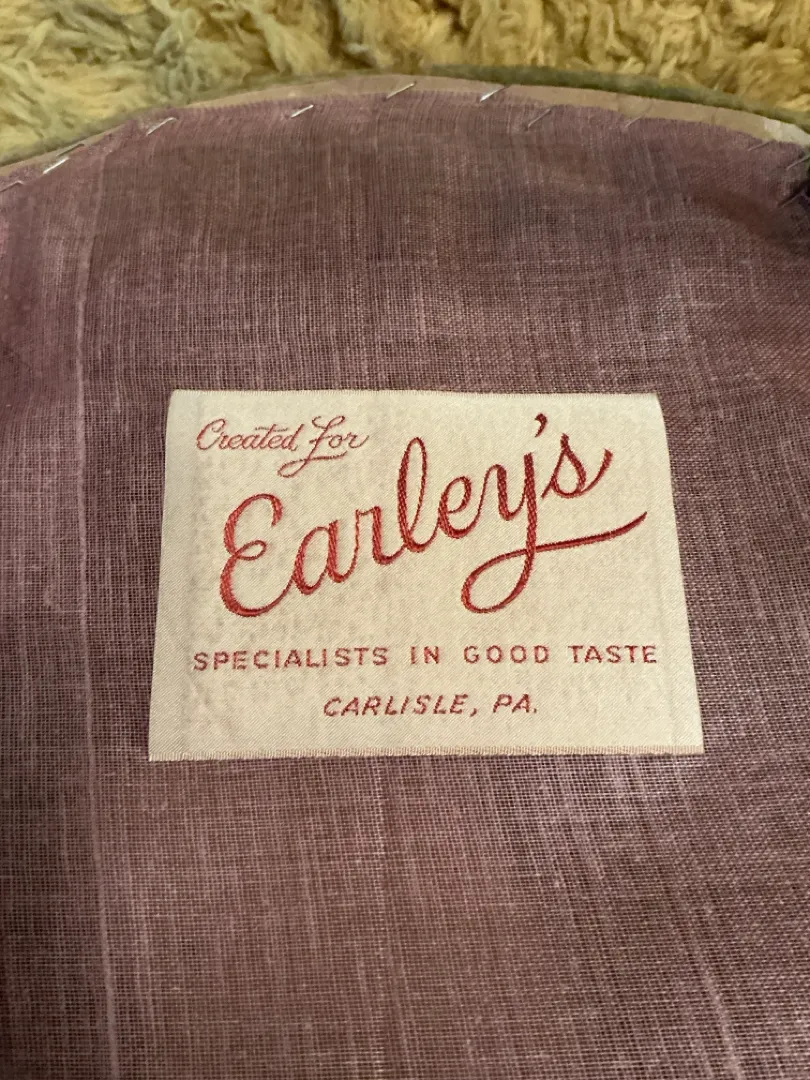 Created for
Earley's
SPECIALISTS IN GOOD TASTE
CARLISLE, PA.